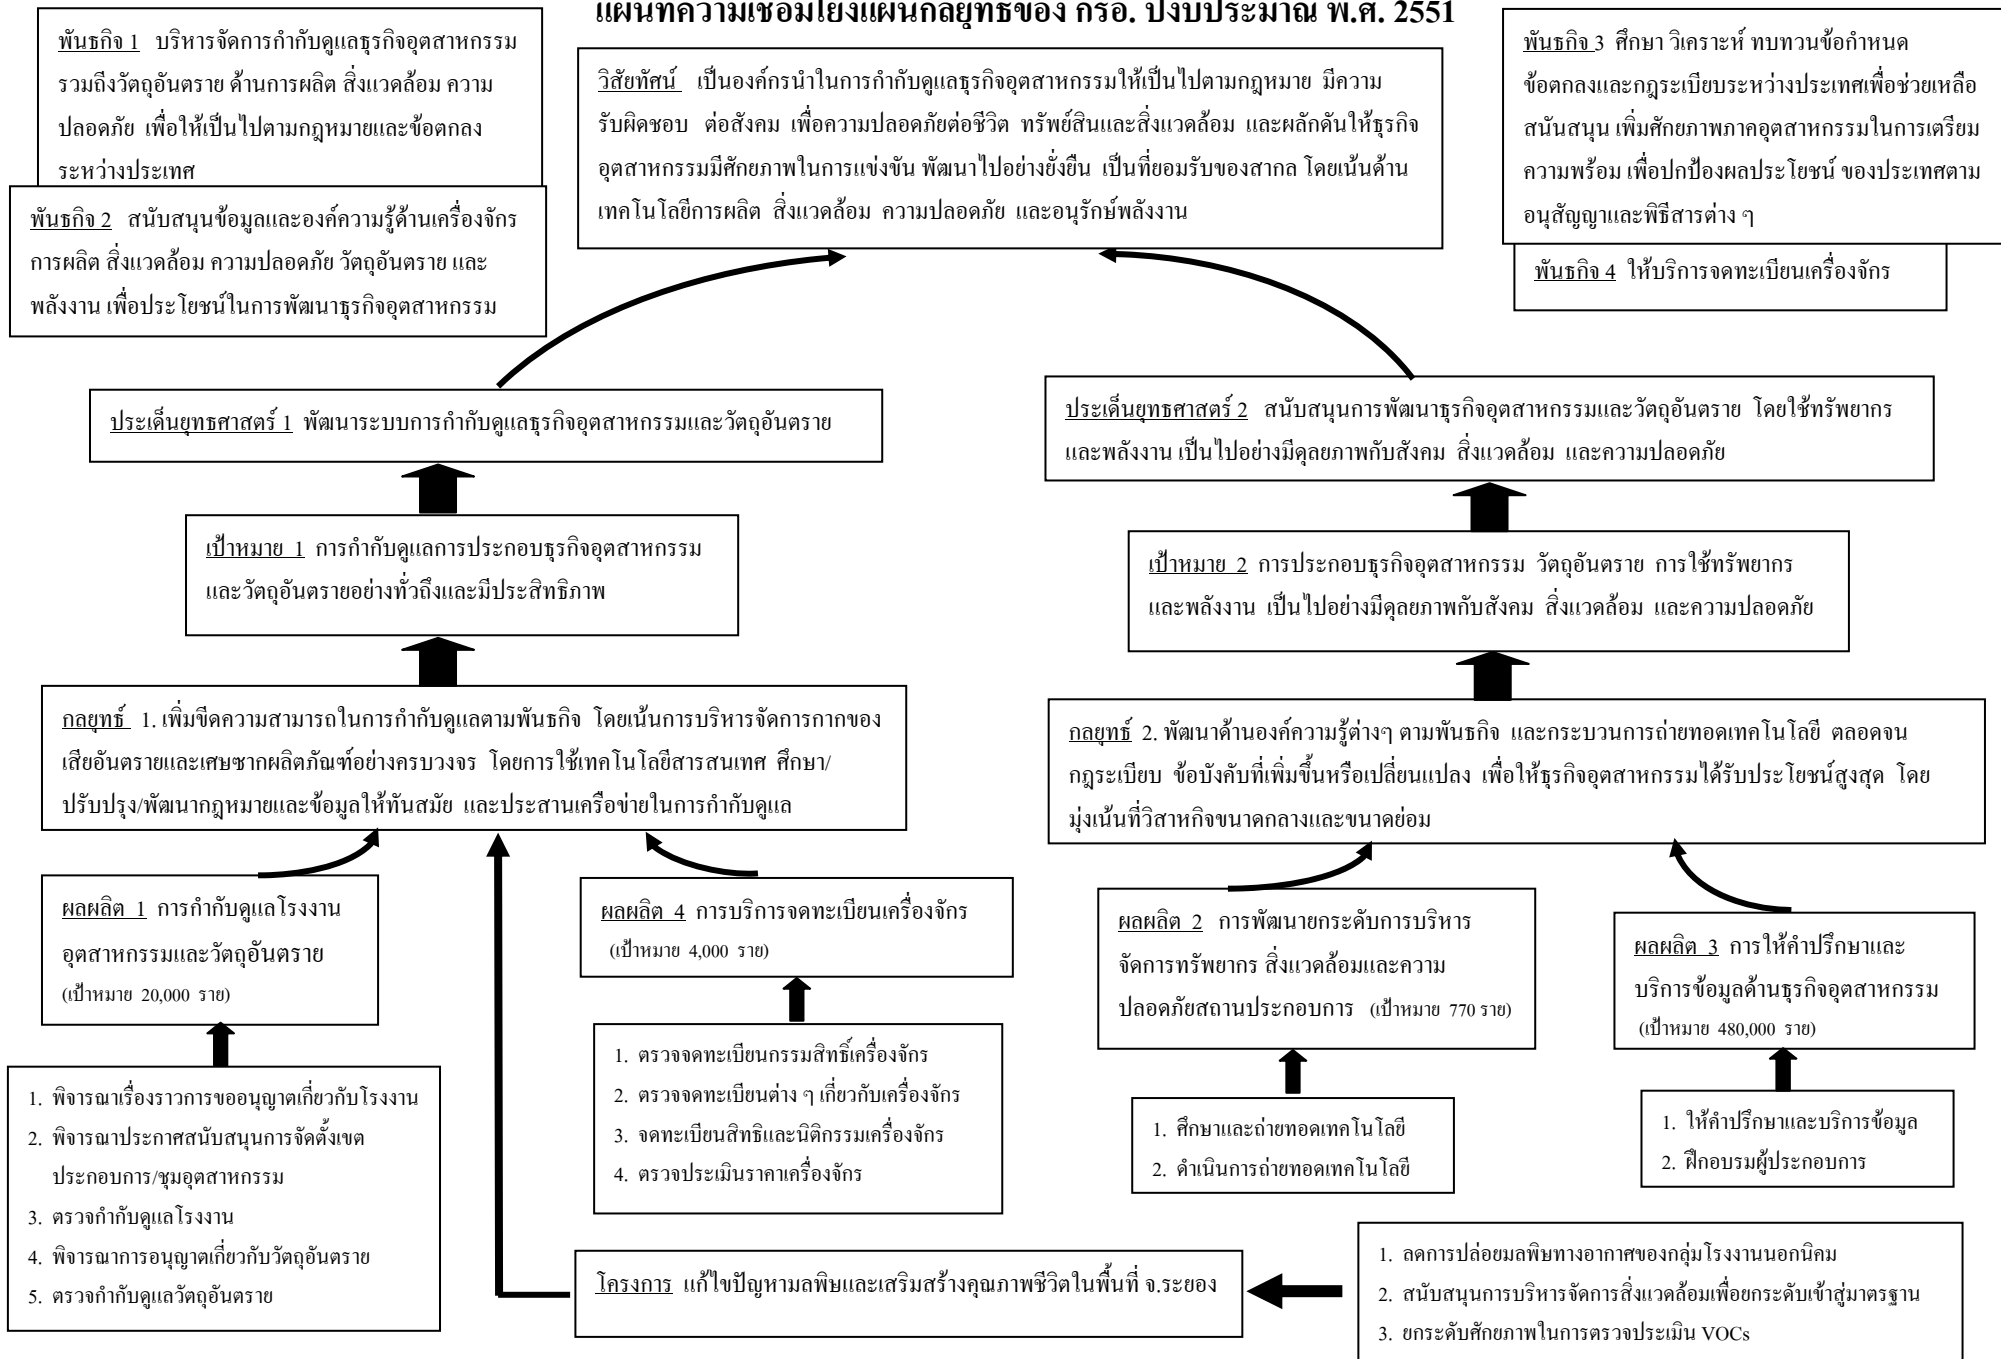 แผนที่ความเชื่อมโยงแผนกลยุทธ์ของ กรอ. ปีงบประมาณ พ.ศ. 2551
พันธกิจ 1 บริหารจัดการกำกับดูแลธุรกิจอุตสาหกรรม
รวมถึงวัตถุอันตราย ด้านการผลิต สิ่งแวดล้อม ความ
ปลอดภัย เพื่อให้เป็นไปตามกฎหมายและข้อตกลง
ระหว่างประเทศ
พันธกิจ 2 สนับสนุนข้อมูลและองค์ความรู้ด้านเครื่องจักร
การผลิต สิ่งแวดล้อม ความปลอดภัย วัตถุอันตราย และ
พลังงาน เพื่อประโยชน์ในการพัฒนาธุรกิจอุตสาหกรรม
วิสัยทัศน์ เป็นองค์กรนำในการกำกับดูแลธุรกิจอุตสาหกรรมให้เป็นไปตามกฎหมาย มีความ
รับผิดชอบ ต่อสังคม เพื่อความปลอดภัยต่อชีวิต ทรัพย์สินและสิ่งแวดล้อม และผลักดันให้ธุรกิจ
อุตสาหกรรมมีศักยภาพในการแข่งขัน พัฒนาไปอย่างยั่งยืน เป็นที่ยอมรับของสากล โดยเน้นด้าน
เทคโนโลยีการผลิต สิ่งแวดล้อม ความปลอดภัย และอนุรักษ์พลังงาน
พันธกิจ 3 ศึกษา วิเคราะห์ ทบทวนข้อกำหนด
ข้อตกลงและกฎระเบียบระหว่างประเทศเพื่อช่วยเหลือ
สนันสนุน เพิ่มศักยภาพภาคอุตสาหกรรมในการเตรียม
ความพร้อม เพื่อปกป้องผลประโยชน์ ของประเทศตาม
อนุสัญญาและพิธีสารต่าง ๆ
พันธกิจ 4 ให้บริการจดทะเบียนเครื่องจักร
ประเด็นยุทธศาสตร์ 1 พัฒนาระบบการกำกับดูแลธุรกิจอุตสาหกรรมและวัตถุอันตราย
ประเด็นยุทธศาสตร์ 2 สนับสนุนการพัฒนาธุรกิจอุตสาหกรรมและวัตถุอันตราย โดยใช้ทรัพยากร
และพลังงาน เป็นไปอย่างมีดุลยภาพกับสังคม สิ่งแวดล้อม และความปลอดภัย
เป้าหมาย 1 การกำกับดูแลการประกอบธุรกิจอุตสาหกรรม
และวัตถุอันตรายอย่างทั่วถึงและมีประสิทธิภาพ
เป้าหมาย 2 การประกอบธุรกิจอุตสาหกรรม วัตถุอันตราย การใช้ทรัพยากร
และพลังงาน เป็นไปอย่างมีดุลยภาพกับสังคม สิ่งแวดล้อม และความปลอดภัย
กลยุทธ์ 1. เพิ่มขีดความสามารถในการกำกับดูแลตามพันธกิจ โดยเน้นการบริหารจัดการกากของ
เสียอันตรายและเศษซากผลิตภัณฑ์อย่างครบวงจร โดยการใช้เทคโนโลยีสารสนเทศ ศึกษา/
ปรับปรุง/พัฒนากฎหมายและข้อมูลให้ทันสมัย และประสานเครือข่ายในการกำกับดูแล
กลยุทธ์ 2. พัฒนาด้านองค์ความรู้ต่างๆ ตามพันธกิจ และกระบวนการถ่ายทอดเทคโนโลยี ตลอดจน
กฎระเบียบ ข้อบังคับที่เพิ่มขึ้นหรือเปลี่ยนแปลง เพื่อให้ธุรกิจอุตสาหกรรมได้รับประโยชน์สูงสุด โดย
มุ่งเน้นที่วิสาหกิจขนาดกลางและขนาดย่อม
ผลผลิต 1 การกำกับดูแลโรงงาน
อุตสาหกรรมและวัตถุอันตราย
(เป้าหมาย 20,000 ราย)
ผลผลิต 4 การบริการจดทะเบียนเครื่องจักร
(เป้าหมาย 4,000 ราย)
ผลผลิต 2 การพัฒนายกระดับการบริหาร
จัดการทรัพยากร สิ่งแวดล้อมและความ
ปลอดภัยสถานประกอบการ (เป้าหมาย 770 ราย)
ผลผลิต 3 การให้คำปรึกษาและ
บริการข้อมูลด้านธุรกิจอุตสาหกรรม
(เป้าหมาย 480,000 ราย)
1. พิจารณาเรื่องราวการขออนุญาตเกี่ยวกับโรงงาน
2. พิจารณาประกาศสนับสนุนการจัดตั้งเขต
ประกอบการ/ชุมอุตสาหกรรม
3. ตรวจกำกับดูแลโรงงาน
4. พิจารณาการอนุญาตเกี่ยวกับวัตถุอันตราย
5. ตรวจกำกับดูแลวัตถุอันตราย
1. ตรวจจดทะเบียนกรรมสิทธิ์เครื่องจักร
2. ตรวจจดทะเบียนต่าง ๆ เกี่ยวกับเครื่องจักร
3. จดทะเบียนสิทธิและนิติกรรมเครื่องจักร
4. ตรวจประเมินราคาเครื่องจักร
1. ศึกษาและถ่ายทอดเทคโนโลยี
2. ดำเนินการถ่ายทอดเทคโนโลยี
1. ให้คำปรึกษาและบริการข้อมูล
2. ฝึกอบรมผู้ประกอบการ
โครงการ แก้ไขปัญหามลพิษและเสริมสร้างคุณภาพชีวิตในพื้นที่ จ.ระยอง
1. ลดการปล่อยมลพิษทางอากาศของกลุ่มโรงงานนอกนิคม
2. สนับสนุนการบริหารจัดการสิ่งแวดล้อมเพื่อยกระดับเข้าสู่มาตรฐาน
3. ยกระดับศักยภาพในการตรวจประเมิน VOCs